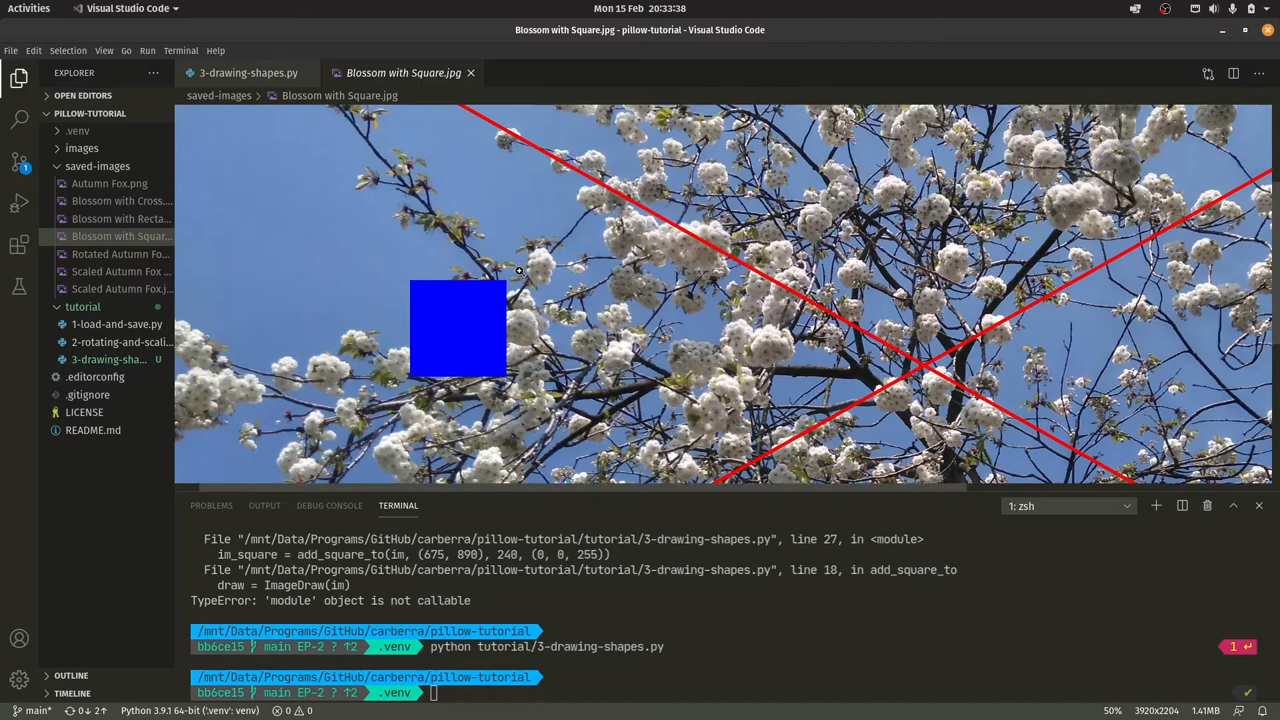 Activities
Visual Studio Code
Mon 15 Feb 20:33:38
Blossom with Square.jpg - pillow-tutorial - Visual Studio Code
File Edit Selection View Go Run Terminal Help
EXPLORER
3-drawing-shapes.py
Blossom with Square.jpg
OPEN EDITORS
saved-images > Blossom with Square.jpg
PILLOW-TUTORIAL
.venv
images
saved-images
Autumn Fox.png
Blossom with Cross....
Blossom with Recta...
Blossom with Squar...
Rotated Autumn Fo...
Scaled Autumn Fox ...
Scaled Autumn Fox.j...
tutorial
1-load-and-save.py
2-rotating-and-scali...
3-drawing-sha... U
.editorconfig
.gitignore
LICENSE
README.md
1
PROBLEMS OUTPUT DEBUG CONSOLE TERMINAL
1: zsh
File "/mnt/Data/Programs/GitHub/carberra/pillow-tutorial/tutorial/3-drawing-shapes.py", line 27, in <module>
im_square = add_square_to(im, (675, 890), 240, (0, 0, 255))
File "/mnt/Data/Programs/GitHub/carberra/pillow-tutorial/tutorial/3-drawing-shapes.py", line 18, in add_square_to
draw = ImageDraw(im)
TypeError: 'module' object is not callable
/mnt/Data/Programs/GitHub/carberra/pillow-tutorial
bb6ce15 main EP-2 ? ↑2 .venv python tutorial/3-drawing-shapes.py 1 ↵
/mnt/Data/Programs/GitHub/carberra/pillow-tutorial
bb6ce15 main EP-2 ? ↑2 .venv ✔
OUTLINE
TIMELINE
main* 0↓ 2↑ Python 3.9.1 64-bit ('.venv': venv) 0 0 50% 3920x2204 1.41MB